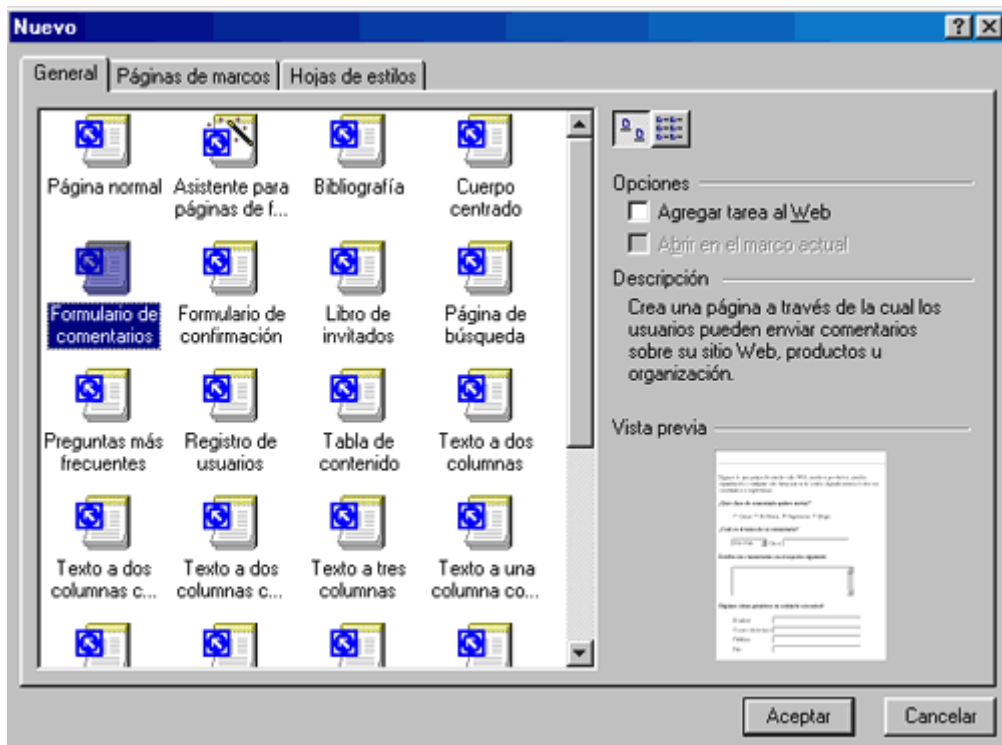 Nuevo
General Páginas de marcos Hojas de estilos
Página normal
Asistente para
páginas de f...
Bibliografía
Cuerpo
centrado
Formulario de
comentarios
Formulario de
confirmación
Libro de
invitados
Página de
búsqueda
Preguntas más
frecuentes
Registro de
usuarios
Tabla de
contenido
Texto a dos
columnas
Texto a dos
columnas c...
Texto a dos
columnas c...
Texto a tres
columnas
Texto a una
columna co...
Opciones
Agregar tarea al Web
Abrir en el marco actual
Descripción
Crea una página a través de la cual los
usuarios pueden enviar comentarios
sobre su sitio Web, productos u
organización.
Vista previa
Aceptar
Cancelar